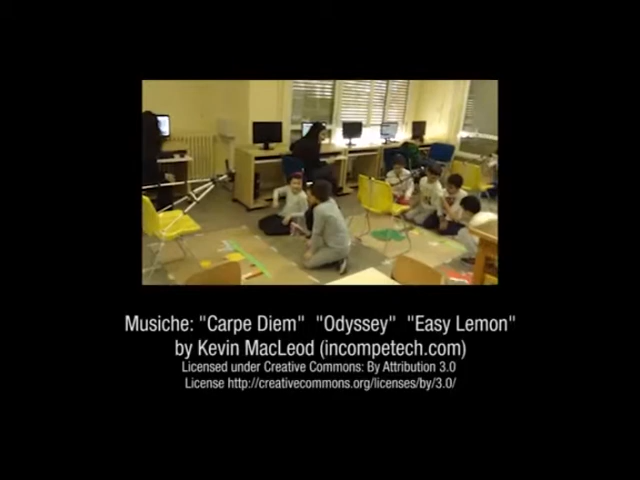 Musiche: "Carpe Diem" "Odyssey" "Easy Lemon"
by Kevin MacLeod (incompetech.com)
Licensed under Creative Commons: By Attribution 3.0
License http://creativecommons.org/licenses/by/3.0/